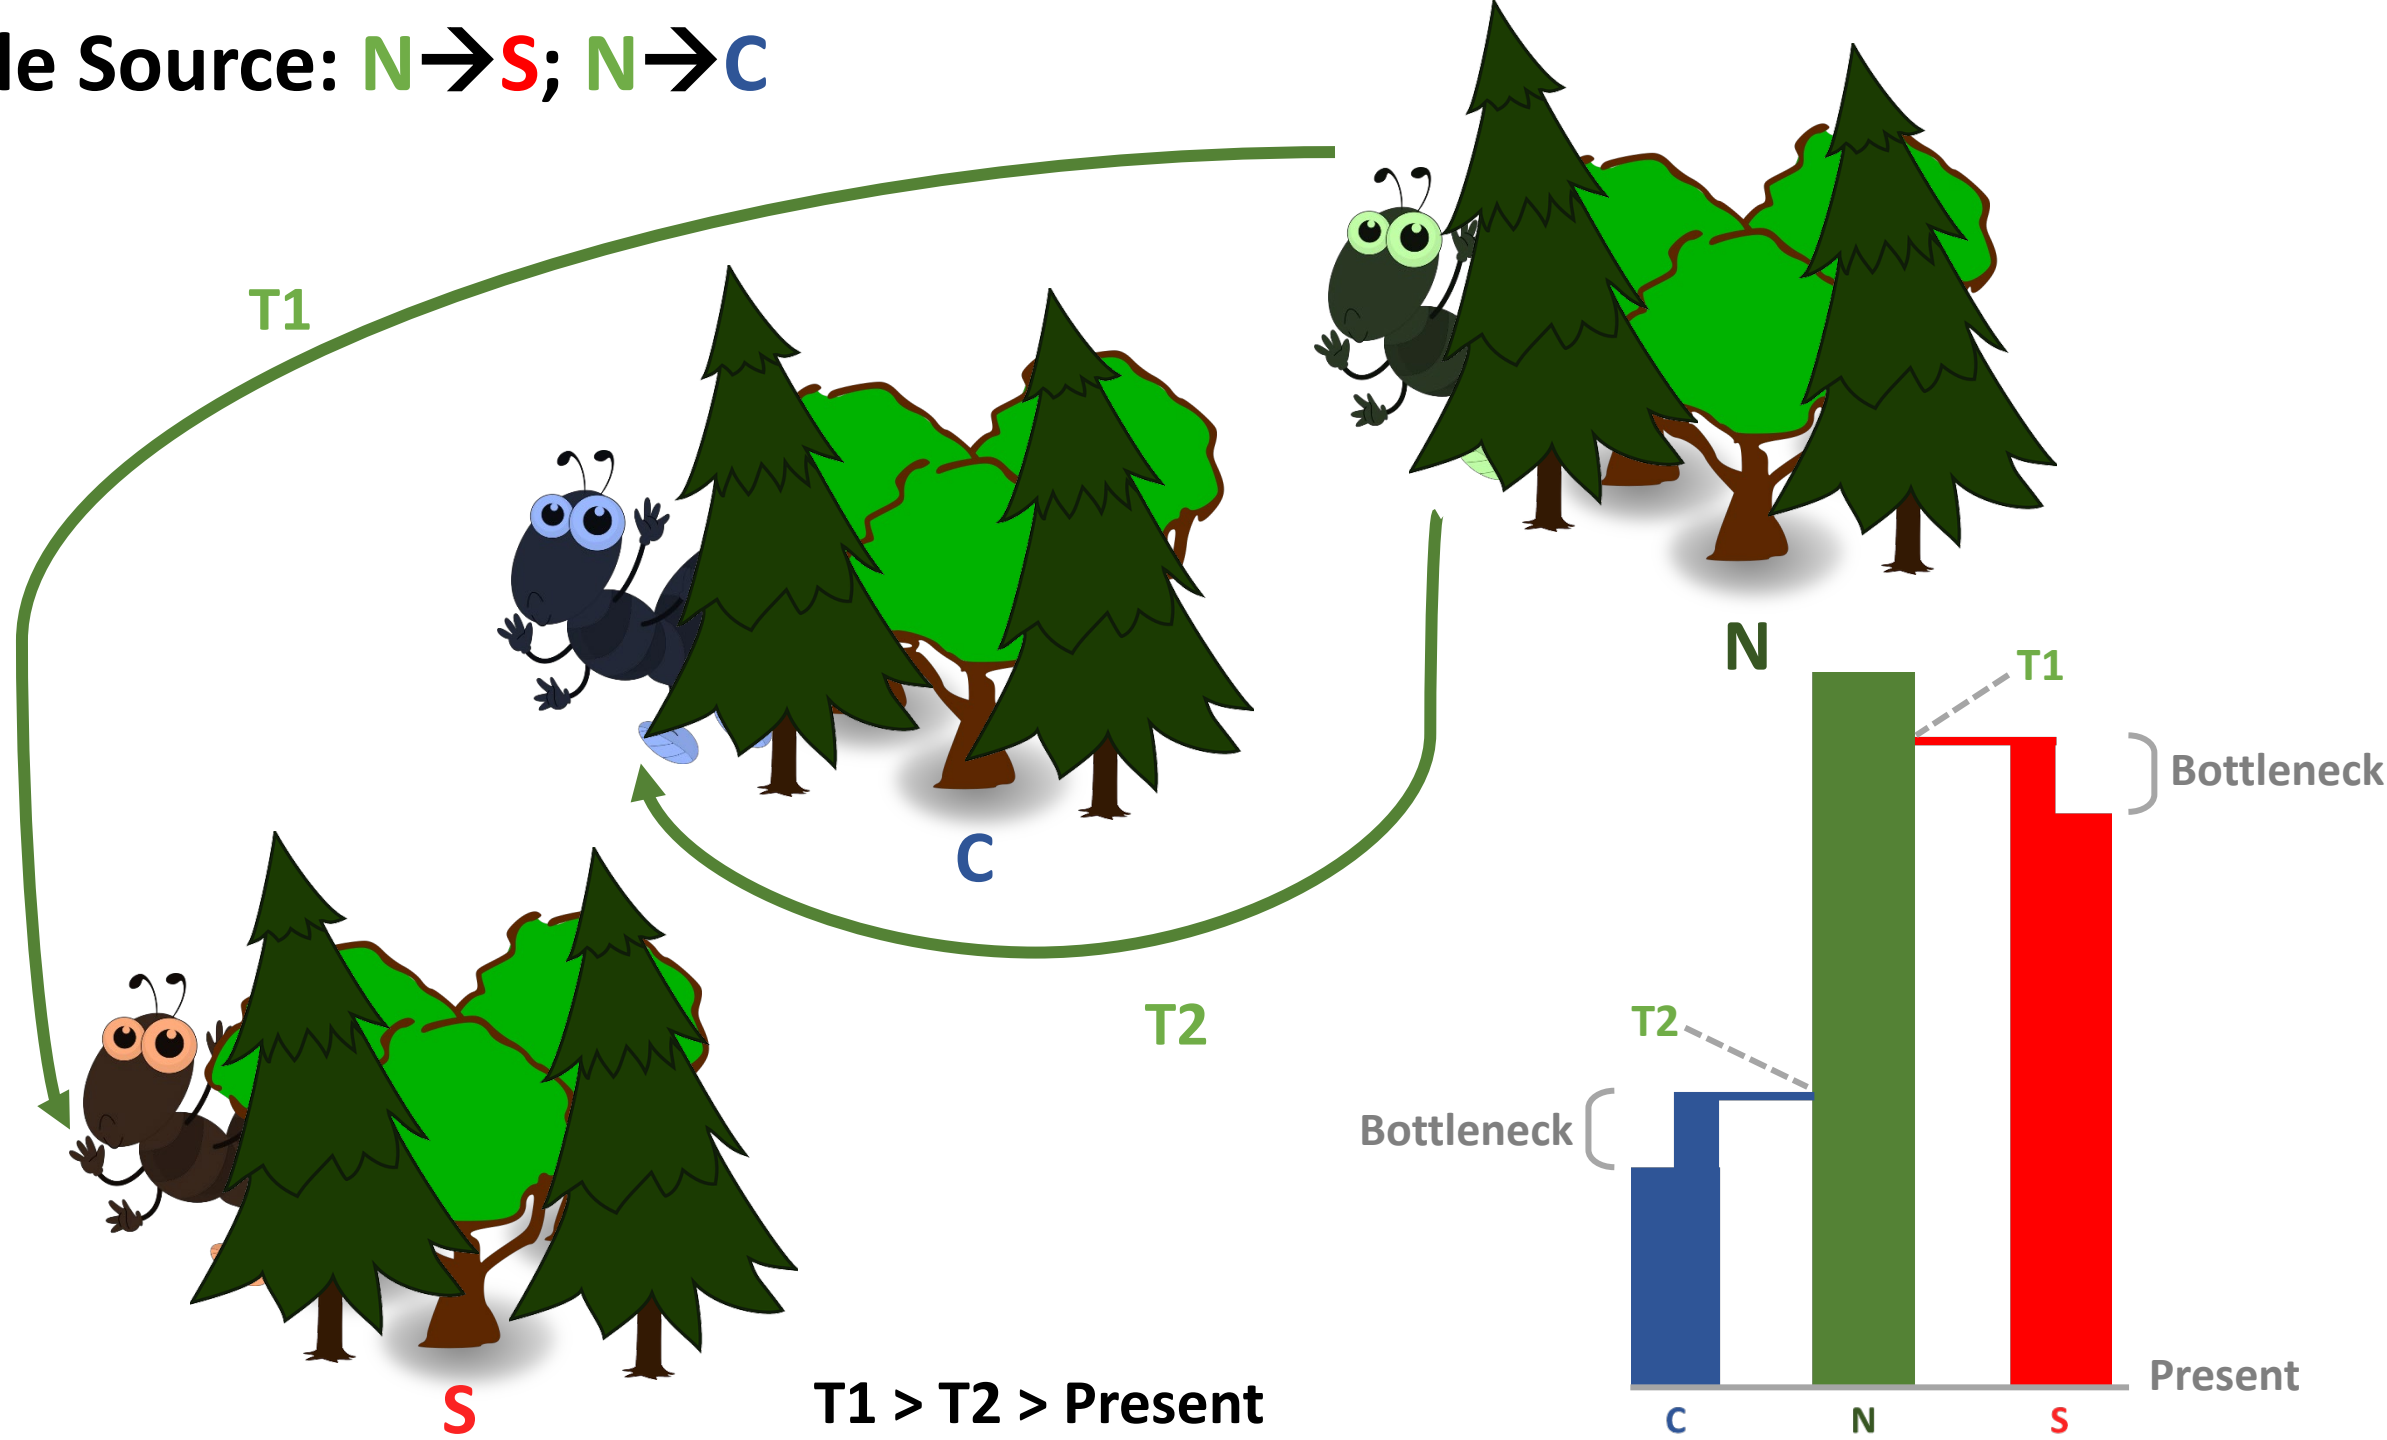 le Source: N→S; N→C
T1
N
T1
Bottleneck
C
T2
T2
Bottleneck
Present
S
T1 > T2 > Present
C N S